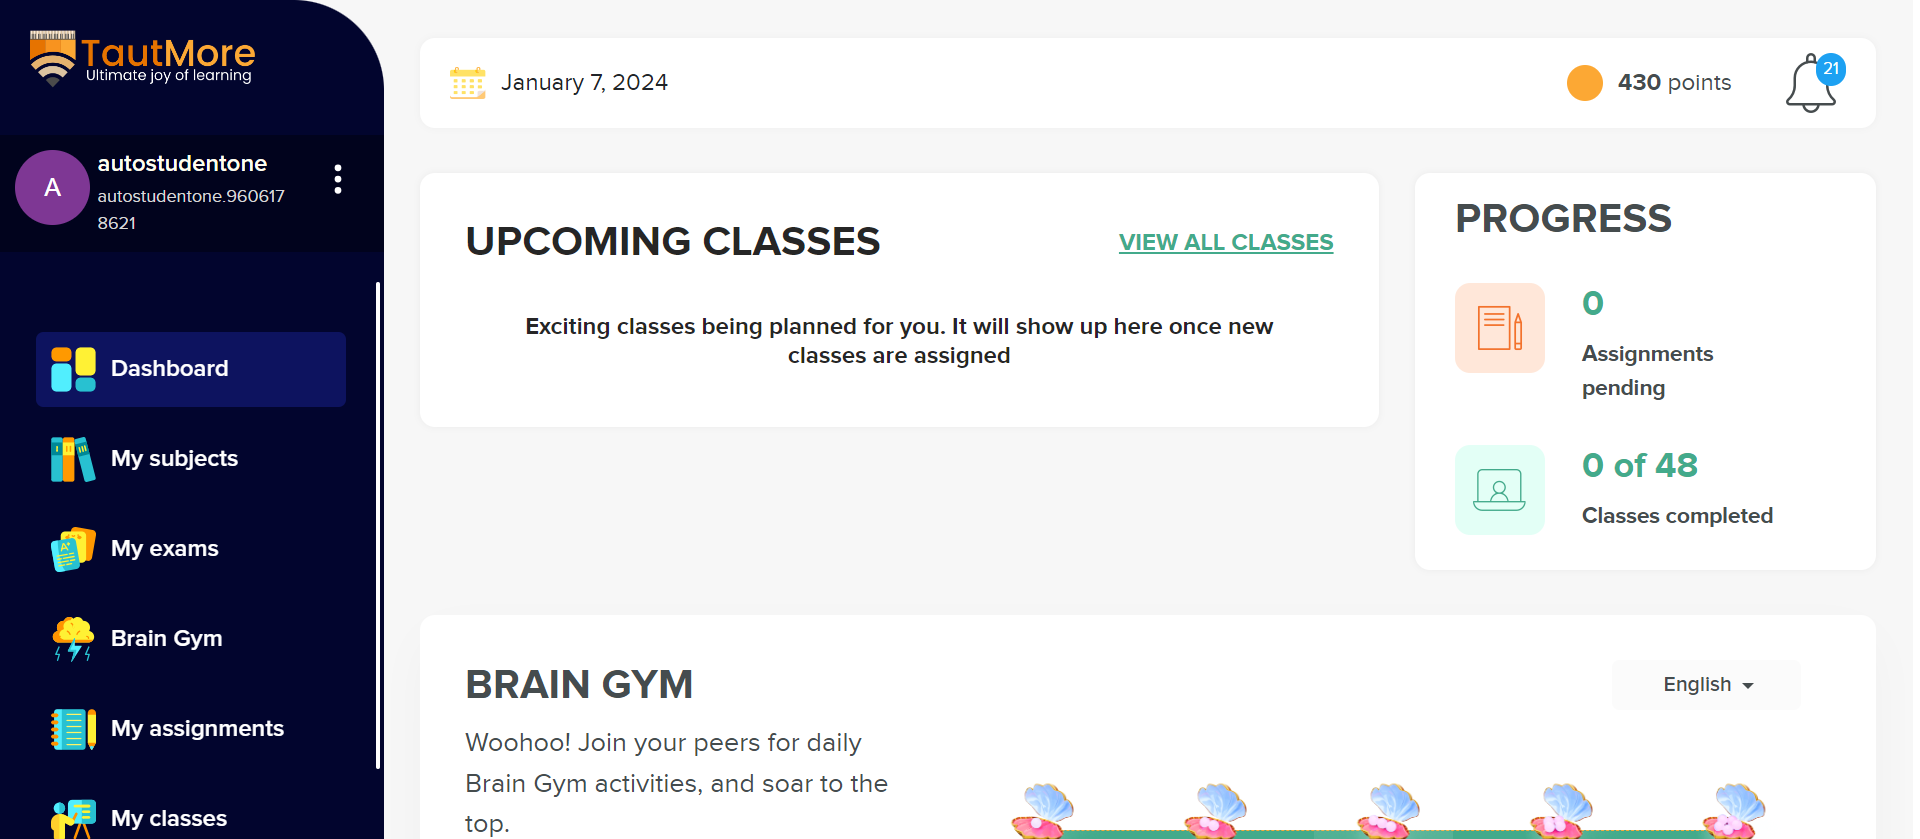 TautMore
Ultimate joy of learning
A
autostudentone
autostudentone.960617
8621
Dashboard
My subjects
My exams
Brain Gym
My assignments
My classes
January 7, 2024
430 points
21
UPCOMING CLASSES
VIEW ALL CLASSES
Exciting classes being planned for you. It will show up here once new
classes are assigned
PROGRESS
0
Assignments
pending
0 of 48
Classes completed
BRAIN GYM
English
Woohoo! Join your peers for daily
Brain Gym activities, and soar to the
top.